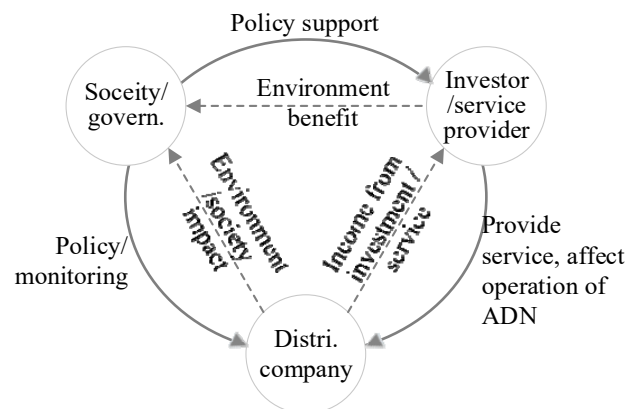 Policy support
Soceity/
govern.
Environment
benefit
Investor
/service
provider
Environment
/society
impact
Income from
investment /
service
Policy/
monitoring
Provide
service, affect
operation of
ADN
Distri.
company